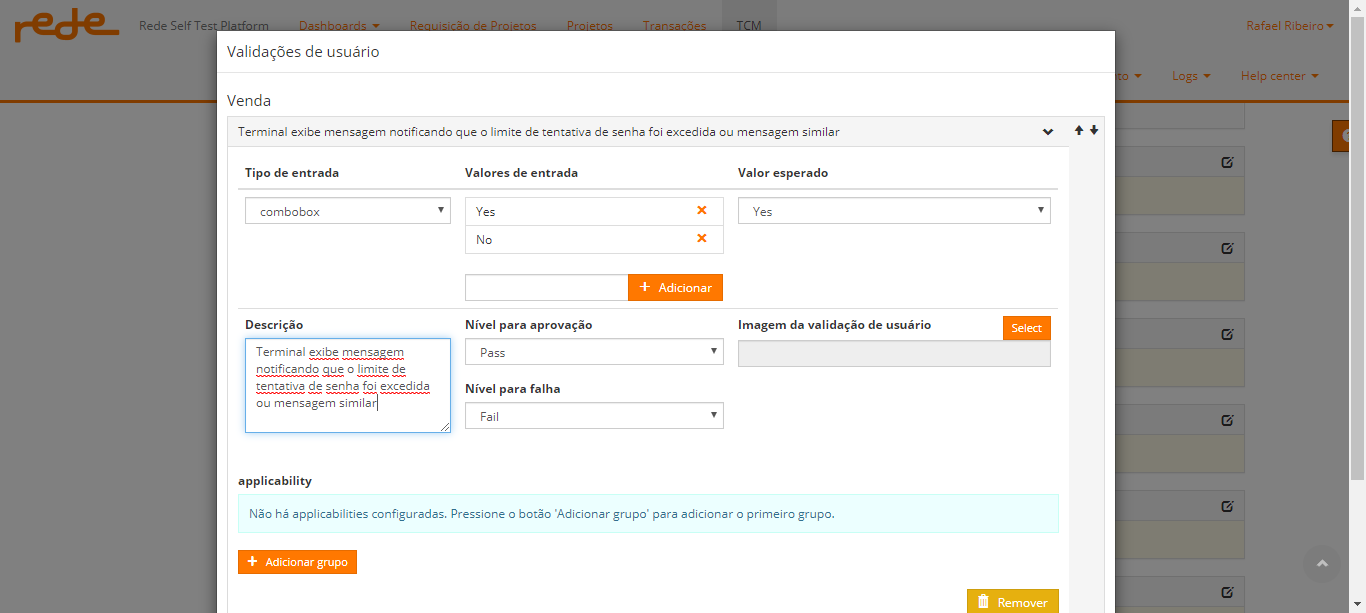 rede Rede Self Test Platform Dashboards Requisição de Projetos Projetos Transações TCM Rafael Ribeiro
Logs Help center
Validações de usuário
Venda
Terminal exibe mensagem notificando que o limite de tentativa de senha foi excedida ou mensagem similar
Tipo de entrada Valores de entrada Valor esperado
combobox Yes Yes
No
+ Adicionar
Descrição Nível para aprovação Imagem da validação de usuário Select
Terminal exibe mensagem
notificando que o limite de
tentativa de senha foi excedida
ou mensagem similar
Pass
Nível para falha
Fail
applicability
Não há applicabilities configuradas. Pressione o botão 'Adicionar grupo' para adicionar o primeiro grupo.
+ Adicionar grupo
Remover